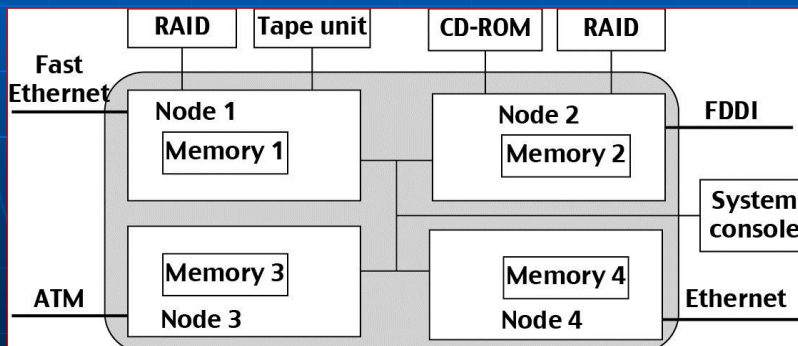 RAID
Tape unit
CD-ROM
RAID
Fast
Ethernet
Node 1
Memory 1
Node 2
Memory 2
FDDI
System
console
Memory 3
Node 3
ATM
Memory 4
Node 4
Ethernet